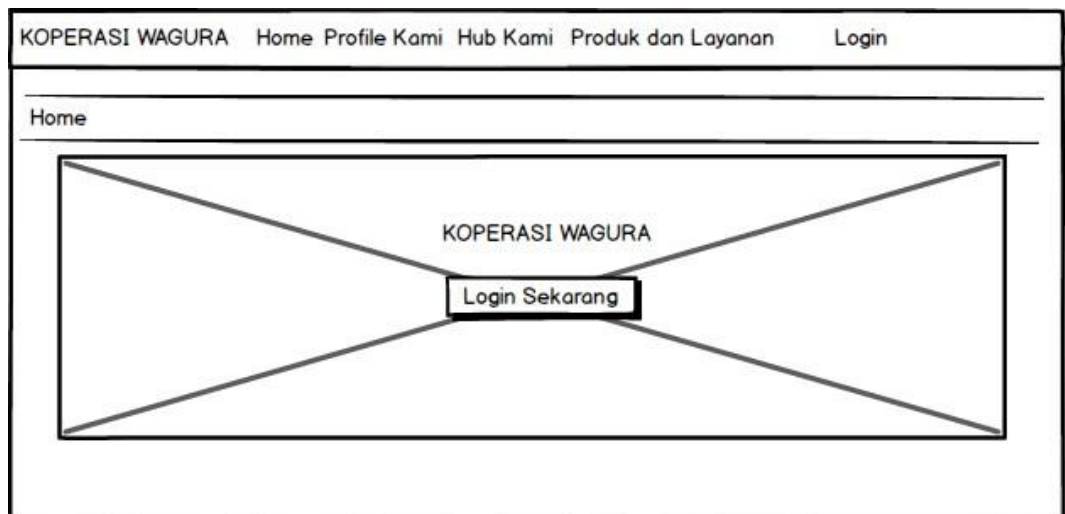 KOPERASI WAGURA Home Profile Kami Hub Kami Produk dan Layanan Login
Home
KOPERASI WAGURA
Login Sekarang